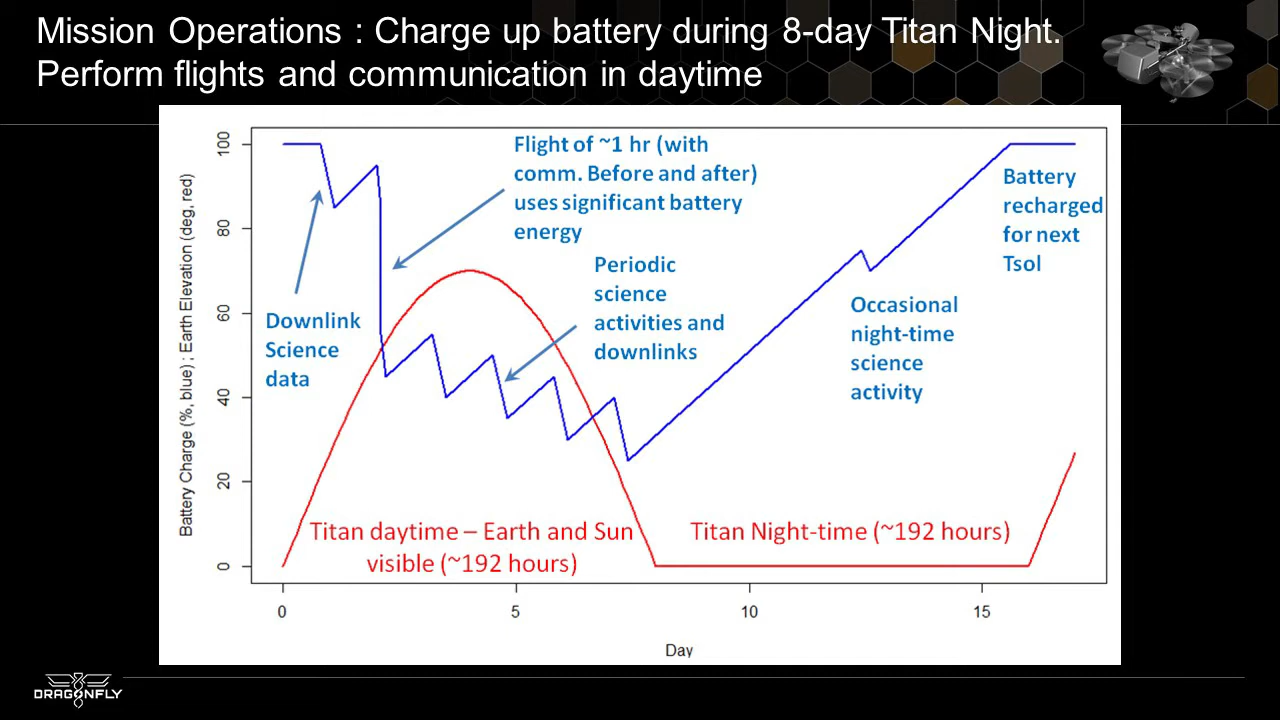 Mission Operations : Charge up battery during 8-day Titan Night.
Perform flights and communication in daytime
Battery Charge (%, blue) ; Earth Elevation (deg, red)
100
80
60
40
20
0
Flight of ~1 hr (with
comm. Before and after)
uses significant battery
energy
Periodic
science
activities and
downlinks
Downlink
Science
data
Battery
recharged
for next
Tsol
Occasional
night-time
science
activity
Titan daytime – Earth and Sun
visible (~192 hours)
Titan Night-time (~192 hours)
0
5
10
15
Day
DRAGONFLY